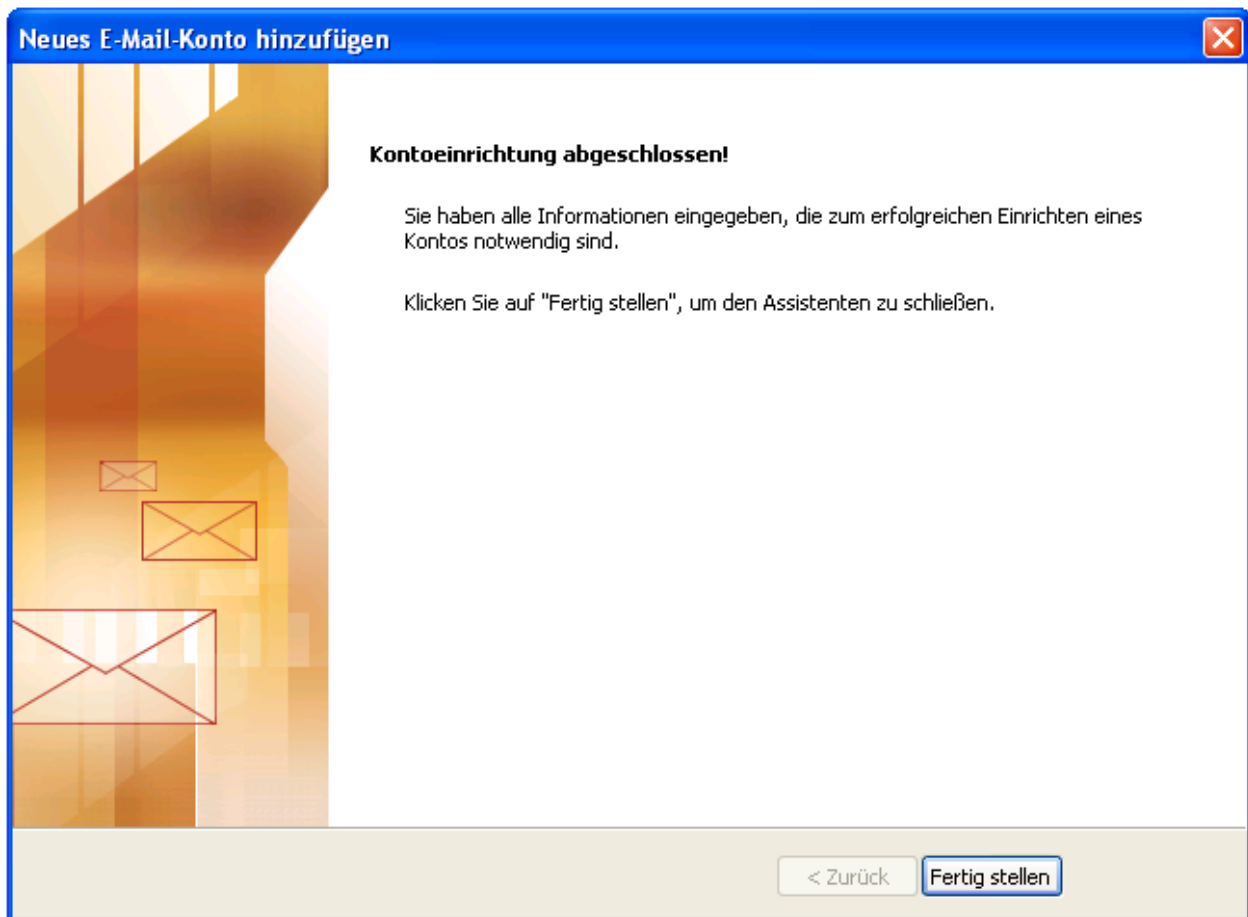 Neues E-Mail-Konto hinzufügen
Kontoeinrichtung abgeschlossen!
Sie haben alle Informationen eingegeben, die zum erfolgreichen Einrichten eines
Kontos notwendig sind.
Klicken Sie auf "Fertig stellen", um den Assistenten zu schließen.
< Zurück
Fertig stellen